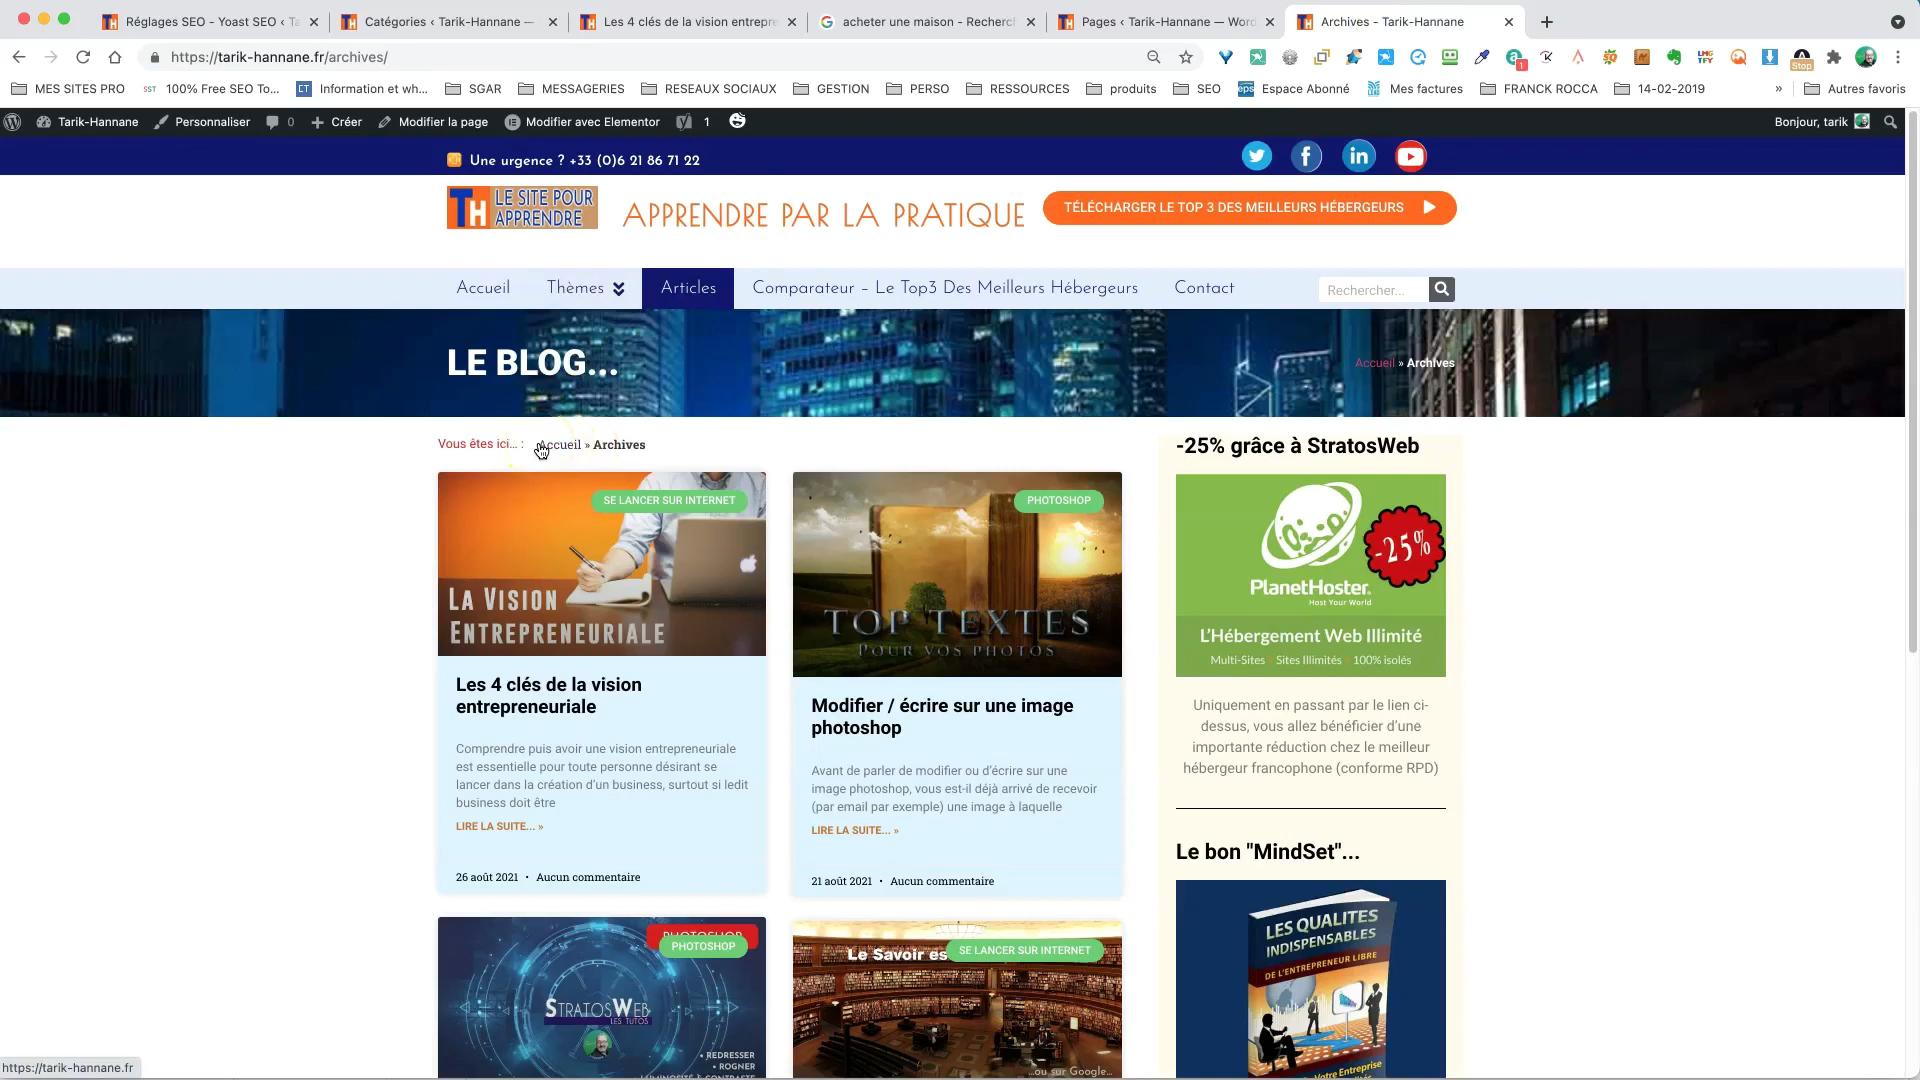 Réglages SEO - Yoast SEO ‹ Ta
Catégories ‹ Tarik-Hannane —
Les 4 clés de la vision entrepre
acheter une maison - Recherc
Pages ‹ Tarik-Hannane — Word
Archives - Tarik-Hannane
https://tarik-hannane.fr/archives/
MES SITES PRO
100% Free SEO To...
Information et wh...
SGAR
MESSAGERIES
RESEAUX SOCIAUX
GESTION
PERSO
RESSOURCES
produits
SEO
Espace Abonné
Mes factures
FRANCK ROCCA
14-02-2019
»
Autres favoris
Tarik-Hannane
Personnaliser
0
Créer
Modifier la page
Modifier avec Elementor
1
Bonjour, tarik
Une urgence ? +33 (0)6 21 86 71 22
TH LE SITE POUR
APPRENDRE
APPRENDRE PAR LA PRATIQUE
TÉLÉCHARGER LE TOP 3 DES MEILLEURS HÉBERGEURS
Accueil
Thèmes
Articles
Comparateur – Le Top3 Des Meilleurs Hébergeurs
Contact
Rechercher...
LE BLOG...
Accueil » Archives
Vous êtes ici... :
Accueil » Archives
SE LANCER SUR INTERNET
LA VISION
ENTREPRENEURIALE
Les 4 clés de la vision
entrepreneuriale
Comprendre puis avoir une vision entrepreneuriale
est essentielle pour toute personne désirant se
lancer dans la création d'un business, surtout si ledit
business doit être
LIRE LA SUITE... »
26 août 2021 • Aucun commentaire
PHOTOSHOP
TOP TEXTES
POUR VOS PHOTOS
Modifier / écrire sur une image
photoshop
Avant de parler de modifier ou d'écrire sur une
image photoshop, vous est-il déjà arrivé de recevoir
(par email par exemple) une image à laquelle
LIRE LA SUITE... »
21 août 2021 • Aucun commentaire
-25% grâce à StratosWeb
-25%
PlanetHoster.
Host Your World
L'Hébergement Web Illimité
Multi-Sites Sites Illimités 100% isolés
Uniquement en passant par le lien ci-
dessus, vous allez bénéficier d'une
importante réduction chez le meilleur
hébergeur francophone (conforme RPD)
Le bon "MindSet"...
LES QUALITES
INDISPENSABLES
DE L'ENTREPRENEUR LIBRE
Votre Entreprise
PHOTOSHOP
PHOTOSHOP
STRATOSWEB
LES TUTOS
• REDRESSER
• ROGNER
LUMINOSITÉ & CONTRASTE
Le Savoir es
SE LANCER SUR INTERNET
...ou sur Google...
https://tarik-hannane.fr
Stop